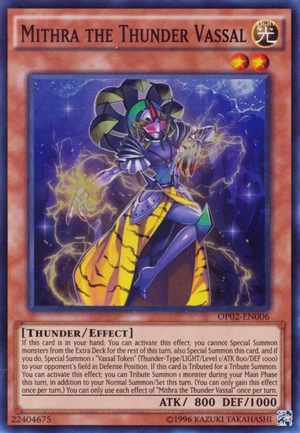 MITHRA THE THUNDER VASSAL
LIGHT
光
OP02-EN006
[THUNDER/EFFECT]
If this card is in your hand: You can activate this effect; you cannot Special Summon
monsters from the Extra Deck for the rest of this turn, also Special Summon this card, and if
you do, Special Summon 1 "Vassal Token" (Thunder-Type/LIGHT/Level 1/ATK 800/DEF 1000)
to your opponent's field in Defense Position. If this card is Tributed for a Tribute Summon:
You can activate this effect; you can Tribute Summon 1 monster during your Main Phase
this turn, in addition to your Normal Summon/Set this turn. (You can only gain this effect
once per turn.) You can only use each effect of "Mithra the Thunder Vassal" once per turn.
ATK/ 800 DEF/1000
22404675
©1996 KAZUKI TAKAHASHI